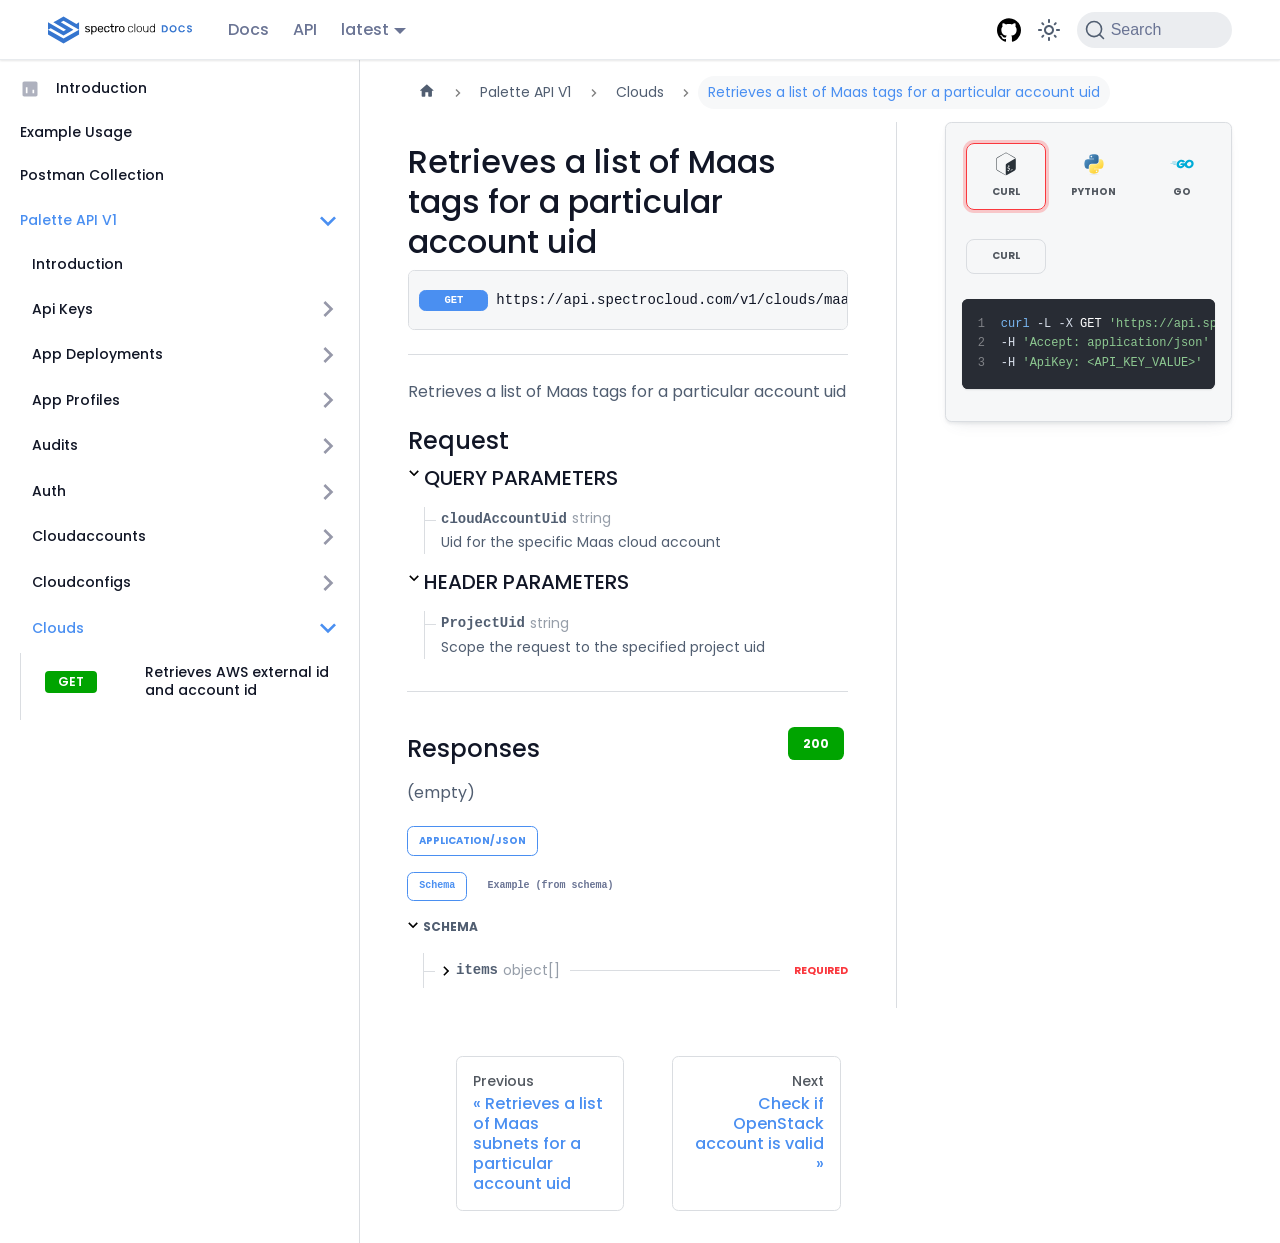 spectro cloud DOCS
Docs
API
latest
Search
Introduction
Example Usage
Postman Collection
Palette API V1
Introduction
Api Keys
App Deployments
App Profiles
Audits
Auth
Cloudaccounts
Cloudconfigs
Clouds
GET
Retrieves AWS external id
and account id
Palette API V1
Clouds
Retrieves a list of Maas tags for a particular account uid
Retrieves a list of Maas
tags for a particular
account uid
GET https://api.spectrocloud.com/v1/clouds/maa
Retrieves a list of Maas tags for a particular account uid
Request
QUERY PARAMETERS
cloudAccountUid string
Uid for the specific Maas cloud account
HEADER PARAMETERS
ProjectUid string
Scope the request to the specified project uid
Responses
200
(empty)
APPLICATION/JSON
Schema
Example (from schema)
SCHEMA
items object[]
REQUIRED
Previous
« Retrieves a list
of Maas
subnets for a
particular
account uid
Next
Check if
OpenStack
account is valid
»
CURL
PYTHON
GO
CURL
1 curl -L -X GET 'https://api.sp
2 -H 'Accept: application/json'
3 -H 'ApiKey: <API_KEY_VALUE>'